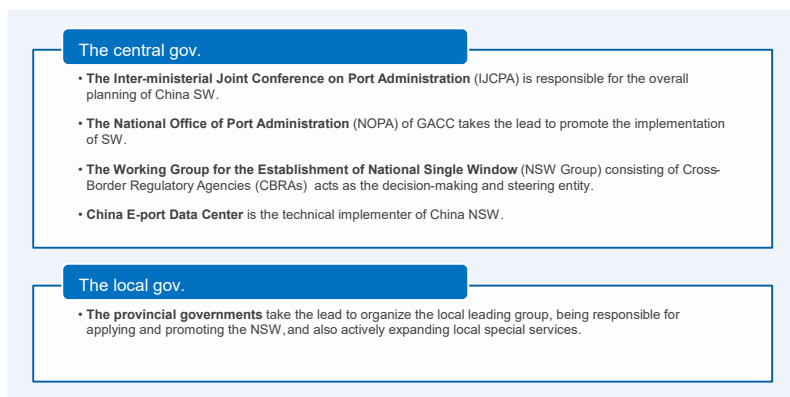 The central gov.
• The Inter-ministerial Joint Conference on Port Administration (IJCPA) is responsible for the overall
planning of China SW.
• The National Office of Port Administration (NOPA) of GACC takes the lead to promote the implementation
of SW.
• The Working Group for the Establishment of National Single Window (NSW Group) consisting of Cross-
Border Regulatory Agencies (CBRAs) acts as the decision-making and steering entity.
• China E-port Data Center is the technical implementer of China NSW.
The local gov.
• The provincial governments take the lead to organize the local leading group, being responsible for
applying and promoting the NSW, and also actively expanding local special services.